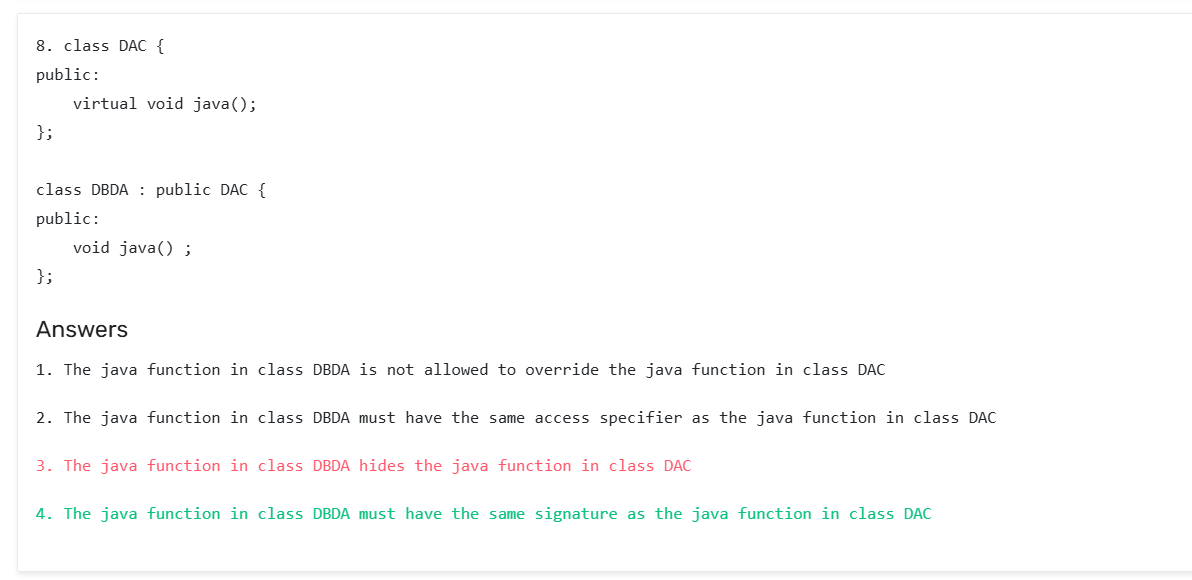 8. class DAC {
public:
    virtual void java();
};
class DBDA : public DAC {
public:
    void java() ;
};
Answers
1. The java function in class DBDA is not allowed to override the java function in class DAC
2. The java function in class DBDA must have the same access specifier as the java function in class DAC
3. The java function in class DBDA hides the java function in class DAC
4. The java function in class DBDA must have the same signature as the java function in class DAC